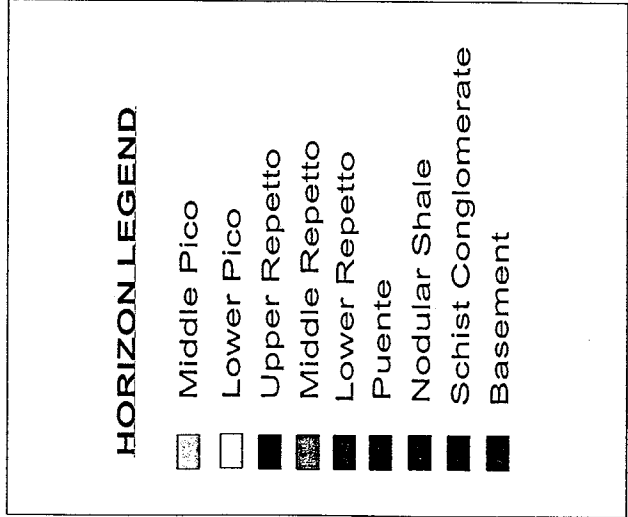 HORIZON LEGEND
Middle Pico
Lower Pico
Upper Repetto
Middle Repetto
Lower Repetto
Puente
Nodular Shale
Schist Conglomerate
Basement